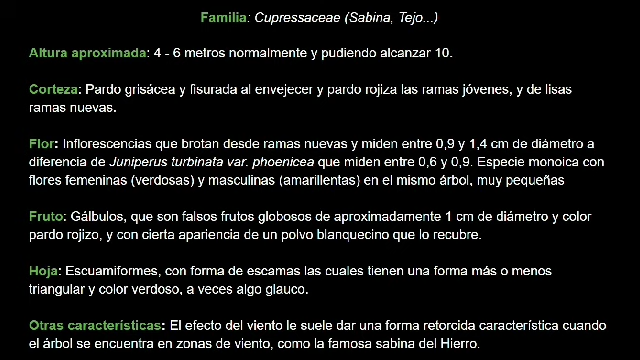 Familia: Cupressaceae (Sabina, Tejo...)
Altura aproximada: 4 - 6 metros normalmente y pudiendo alcanzar 10.
Corteza: Pardo grisácea y fisurada al envejecer y pardo rojiza las ramas jóvenes, y de lisas
ramas nuevas.
Flor: Inflorescencias que brotan desde ramas nuevas y miden entre 0,9 y 1,4 cm de diámetro a
diferencia de Juniperus turbinata var. phoenicea que miden entre 0,6 y 0,9. Especie monoica con
flores femeninas (verdosas) y masculinas (amarillentas) en el mismo árbol, muy pequeñas
Fruto: Gálbulos, que son falsos frutos globosos de aproximadamente 1 cm de diámetro y color
pardo rojizo, y con cierta apariencia de un polvo blanquecino que lo recubre.
Hoja: Escuamiformes, con forma de escamas las cuales tienen una forma más o menos
triangular y color verdoso, a veces algo glauco.
Otras características: El efecto del viento le suele dar una forma retorcida característica cuando
el árbol se encuentra en zonas de viento, como la famosa sabina del Hierro.